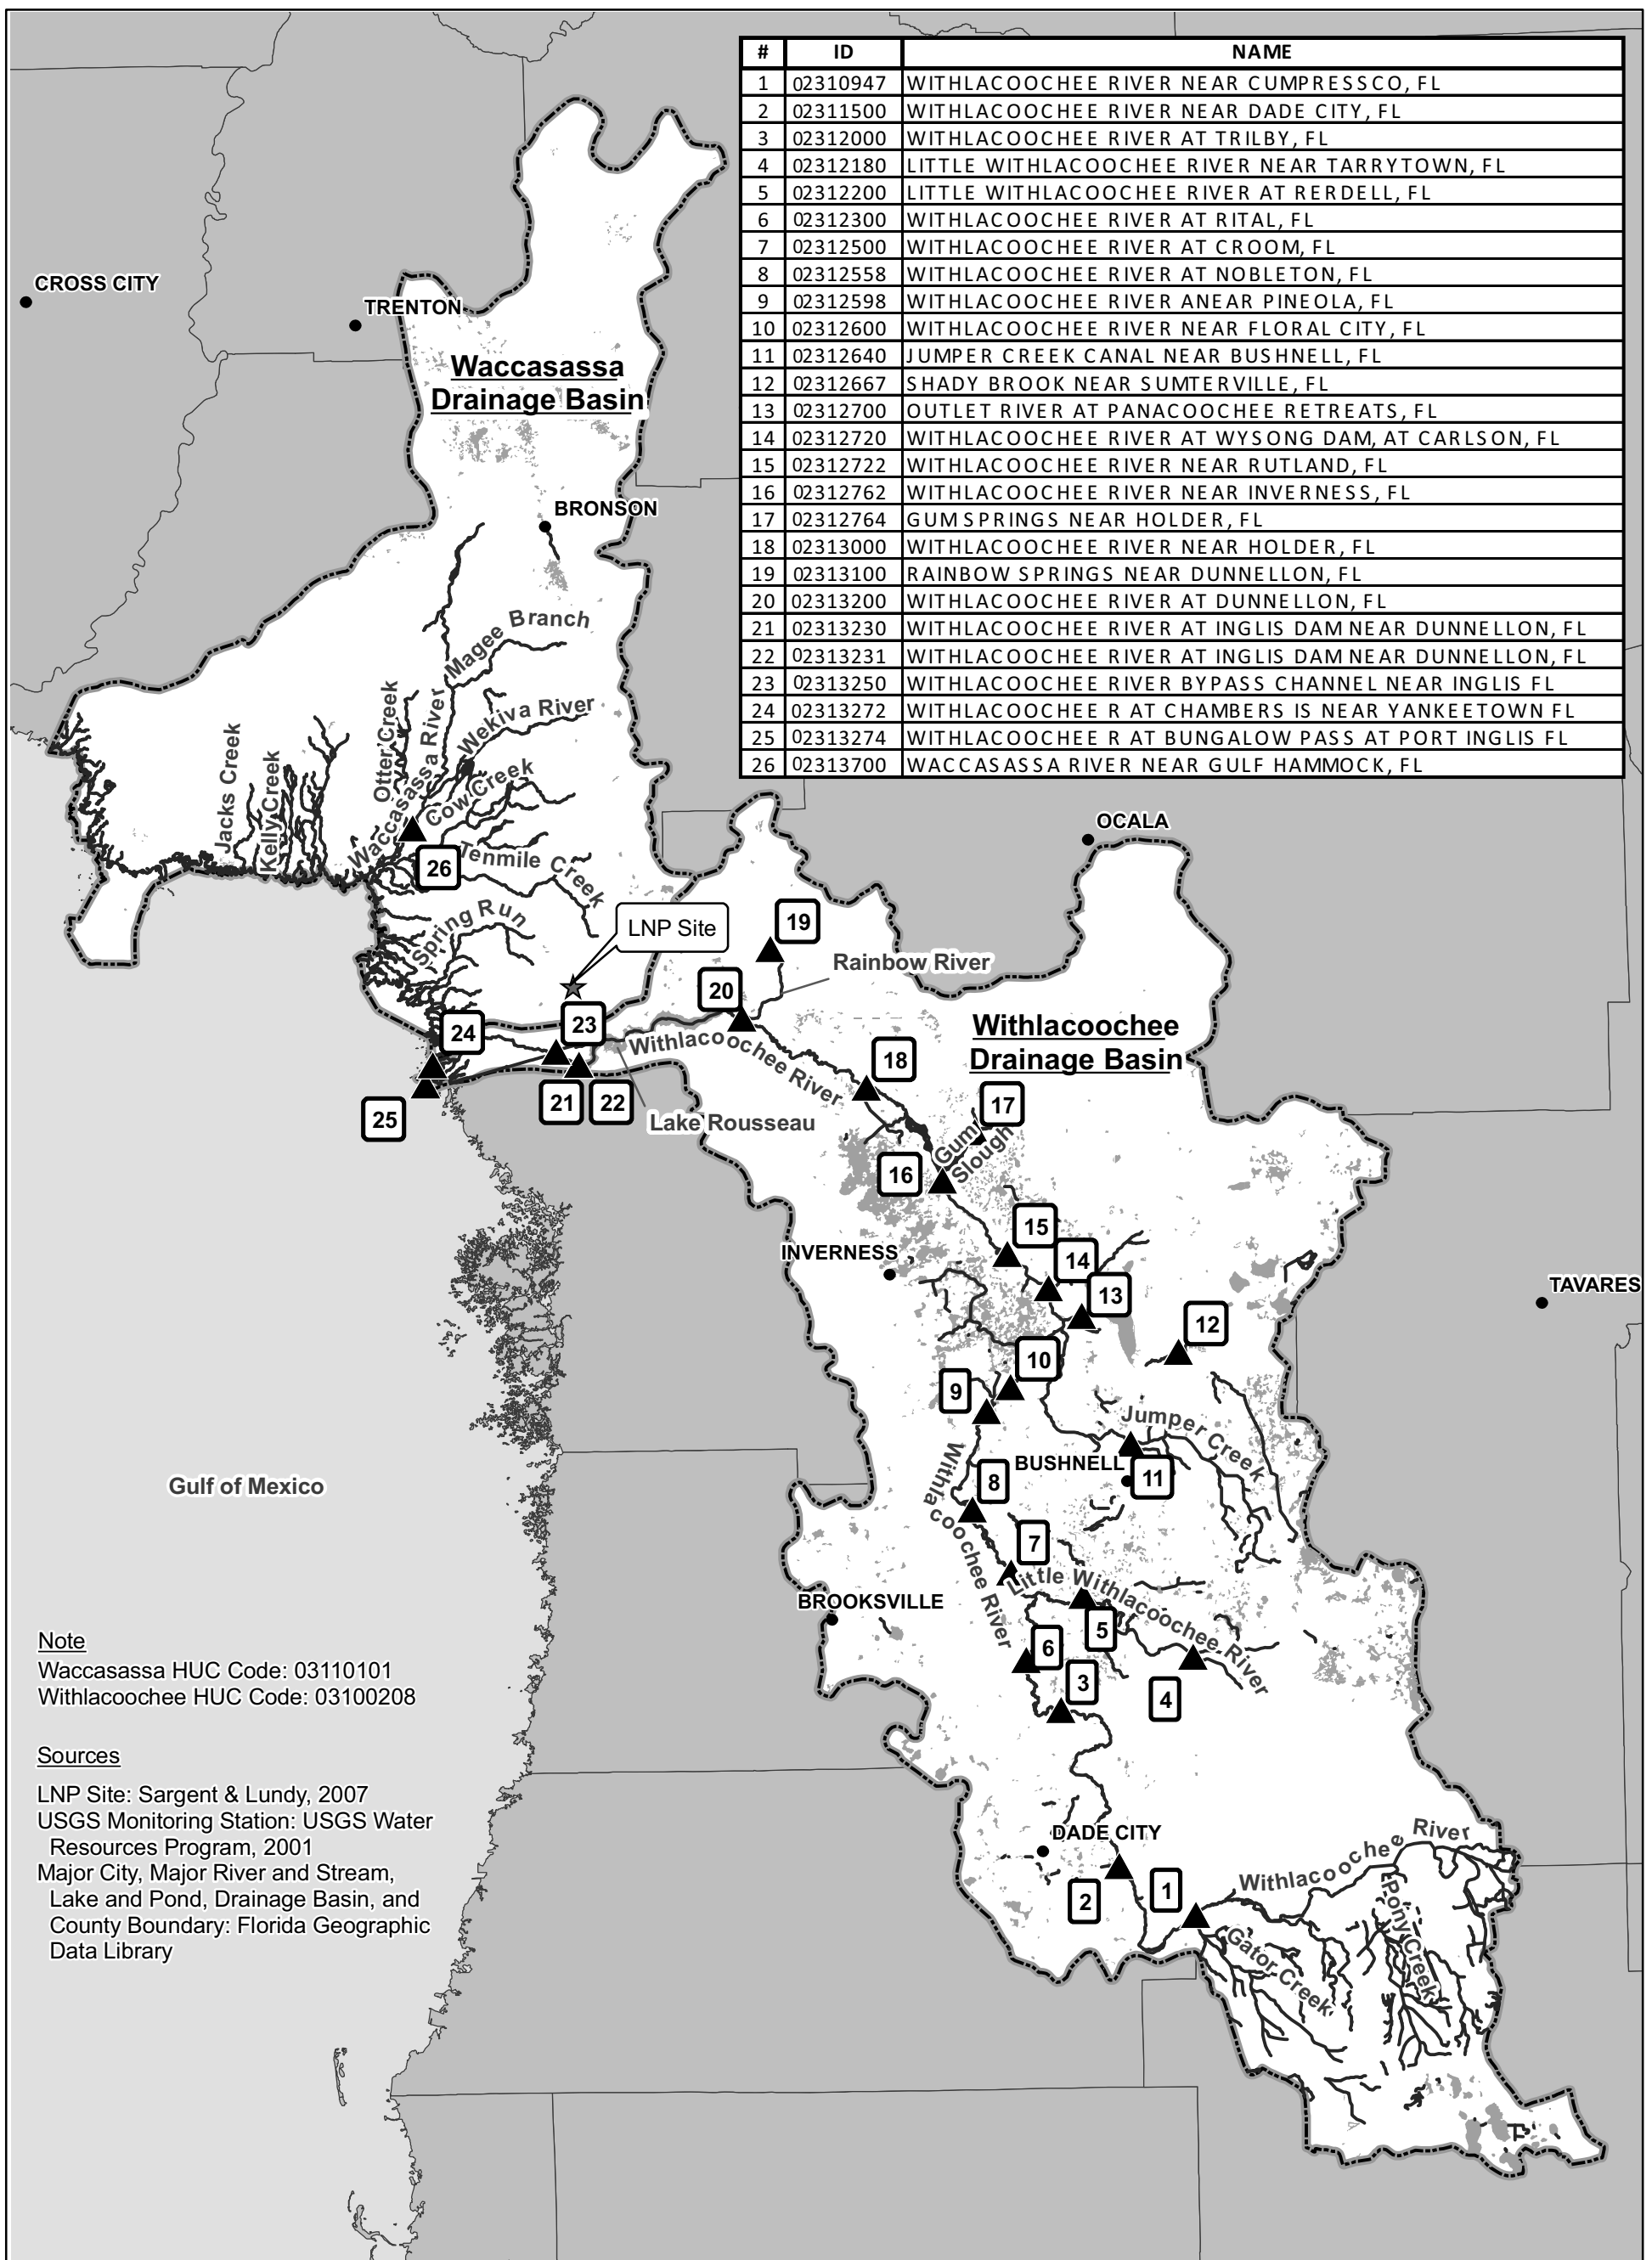 # ID NAME
1 02310947 WITHLACOOCHEE RIVER NEAR CUMPRESSCO, FL
2 02311500 WITHLACOOCHEE RIVER NEAR DADE CITY, FL
3 02312000 WITHLACOOCHEE RIVER AT TRILBY, FL
4 02312180 LITTLE WITHLACOOCHEE RIVER NEAR TARRYTOWN, FL
5 02312200 LITTLE WITHLACOOCHEE RIVER AT RERDELL, FL
6 02312300 WITHLACOOCHEE RIVER AT RITAL, FL
7 02312500 WITHLACOOCHEE RIVER AT CROOM, FL
8 02312558 WITHLACOOCHEE RIVER AT NOBLETON, FL
9 02312598 WITHLACOOCHEE RIVER ANEAR PINEOLA, FL
10 02312600 WITHLACOOCHEE RIVER NEAR FLORAL CITY, FL
11 02312640 JUMPER CREEK CANAL NEAR BUSHNELL, FL
12 02312667 SHADY BROOK NEAR SUMTERVILLE, FL
13 02312700 OUTLET RIVER AT PANACOOCHEE RETREATS, FL
14 02312720 WITHLACOOCHEE RIVER AT WYSONG DAM, AT CARLSON, FL
15 02312722 WITHLACOOCHEE RIVER NEAR RUTLAND, FL
16 02312762 WITHLACOOCHEE RIVER NEAR INVERNESS, FL
17 02312764 GUM SPRINGS NEAR HOLDER, FL
18 02313000 WITHLACOOCHEE RIVER NEAR HOLDER, FL
19 02313100 RAINBOW SPRINGS NEAR DUNNELLON, FL
20 02313200 WITHLACOOCHEE RIVER AT DUNNELLON, FL
21 02313230 WITHLACOOCHEE RIVER AT INGLIS DAM NEAR DUNNELLON, FL
22 02313231 WITHLACOOCHEE RIVER AT INGLIS DAM NEAR DUNNELLON, FL
23 02313250 WITHLACOOCHEE RIVER BYPASS CHANNEL NEAR INGLIS FL
24 02313272 WITHLACOOCHEE R AT CHAMBERS IS NEAR YANKEETOWN FL
25 02313274 WITHLACOOCHEE R AT BUNGALOW PASS AT PORT INGLIS FL
26 02313700 WACCASASSA RIVER NEAR GULF HAMMOCK, FL
CROSS CITY
TRENTON
Waccasassa
Drainage Basin
BRONSON
Magee Branch
Wekiva River
Otter Creek
Waccasassa River
Cow Creek
Jacks Creek
Kelly Creek
26
Tenmile Creek
Spring Run
LNP Site
OCALA
19
Rainbow River
20
24
23
Withlacoochee River
Withlacoochee
Drainage Basin
18
17
25
21
22
Lake Rousseau
Gum
Slough
16
15
INVERNESS
14
13
TAVARES
12
10
9
Jumper Creek
BUSHNELL
11
8
Gulf of Mexico
Withlacoochee River
7
Little Withlacoochee River
BROOKSVILLE
5
6
3
4
Note
Waccasassa HUC Code: 03110101
Withlacoochee HUC Code: 03100208
Sources
LNP Site: Sargent & Lundy, 2007
USGS Monitoring Station: USGS Water
Resources Program, 2001
Major City, Major River and Stream,
Lake and Pond, Drainage Basin, and
County Boundary: Florida Geographic
Data Library
DADE CITY
Withlacoochee River
1
2
Pony Creek
Gator Creek